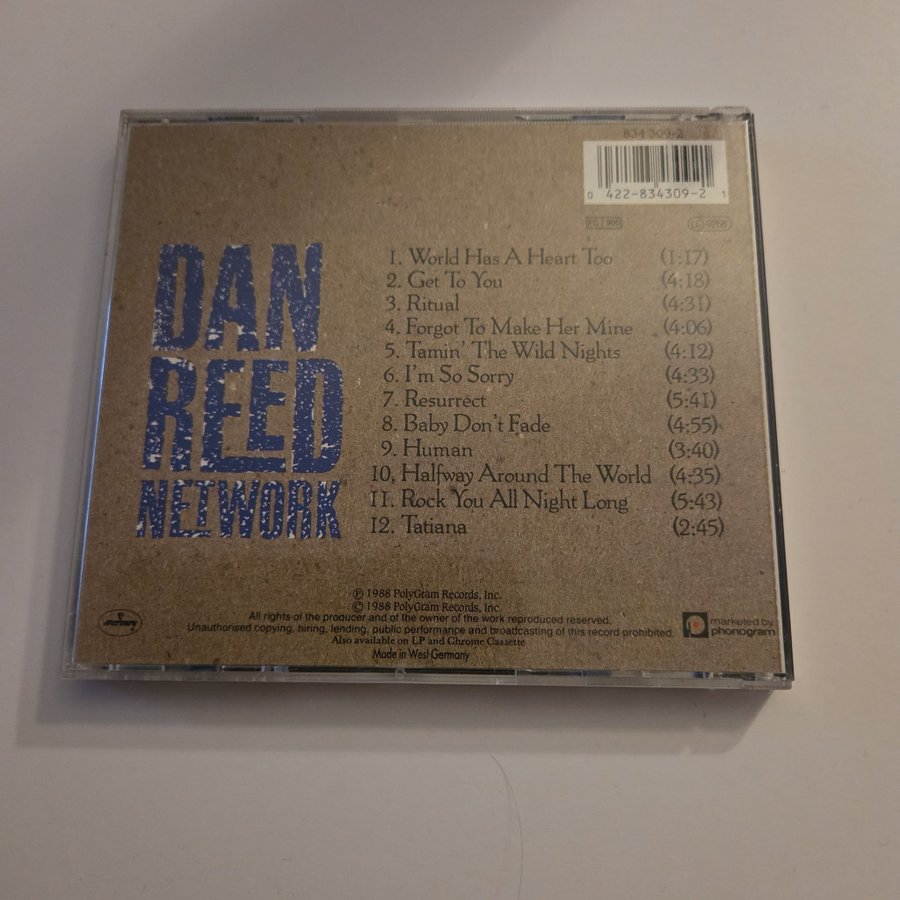 834 309-2
0 422-834309-2 1
LC 0268
DAN
REED
NETWORK
1. World Has A Heart Too (1:17)
2. Get To You (4:18)
3. Ritual (4:31)
4. Forgot To Make Her Mine (4:06)
5. Tamin' The Wild Nights (4:12)
6. I'm So Sorry (4:33)
7. Resurrect (5:41)
8. Baby Don't Fade (4:55)
9. Human (3:40)
10, Halfway Around The World (4:35)
11. Rock You All Night Long (5:43)
12. Tatiana (2:45)
℗ 1988 PolyGram Records, Inc.
© 1988 PolyGram Records, Inc.
All rights of the producer and of the owner of the work reproduced reserved.
Unauthorised copying, hiring, lending, public performance and broadcasting of this record prohibited.
Also available on LP and Chrome Cassette
Made in West Germany
mercury
marketed by
phonogram